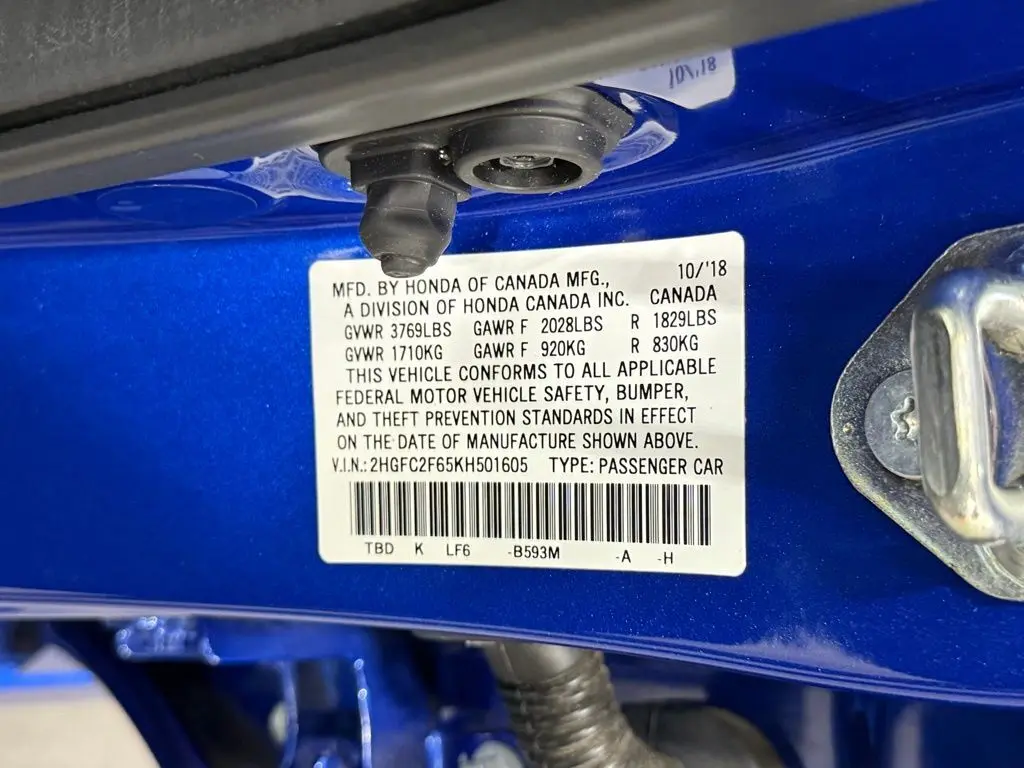 10/'18
MFD. BY HONDA OF CANADA MFG., 10/'18
A DIVISION OF HONDA CANADA INC. CANADA
GVWR 3769LBS GAWR F 2028LBS R 1829LBS
GVWR 1710KG GAWR F 920KG R 830KG
THIS VEHICLE CONFORMS TO ALL APPLICABLE
FEDERAL MOTOR VEHICLE SAFETY, BUMPER,
AND THEFT PREVENTION STANDARDS IN EFFECT
ON THE DATE OF MANUFACTURE SHOWN ABOVE.
V.I.N.: 2HGFC2F65KH501605 TYPE: PASSENGER CAR
TBD K LF6 -B593M -A -H